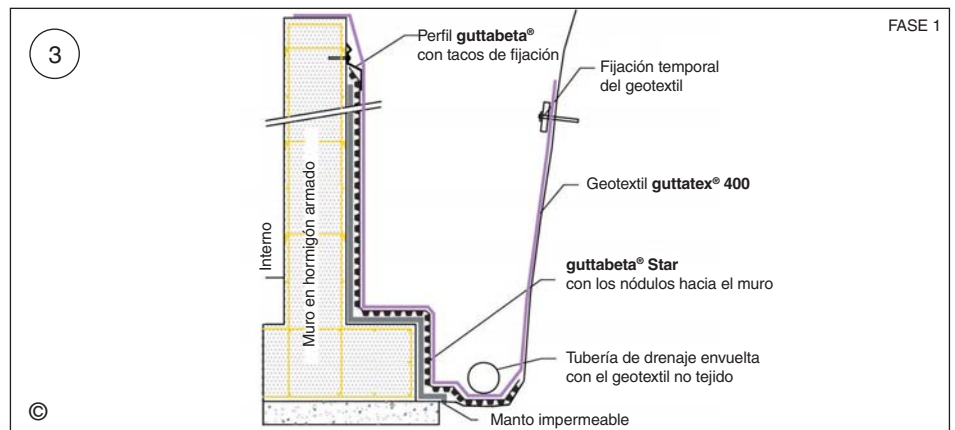 3
FASE 1
Perfil guttabeta®
con tacos de fijación
Fijación temporal
del geotextil
Geotextil guttatex® 400
Interno
Muro en hormigón armado
guttabeta® Star
con los nódulos hacia el muro
Tubería de drenaje envuelta
con el geotextil no tejido
Manto impermeable
©